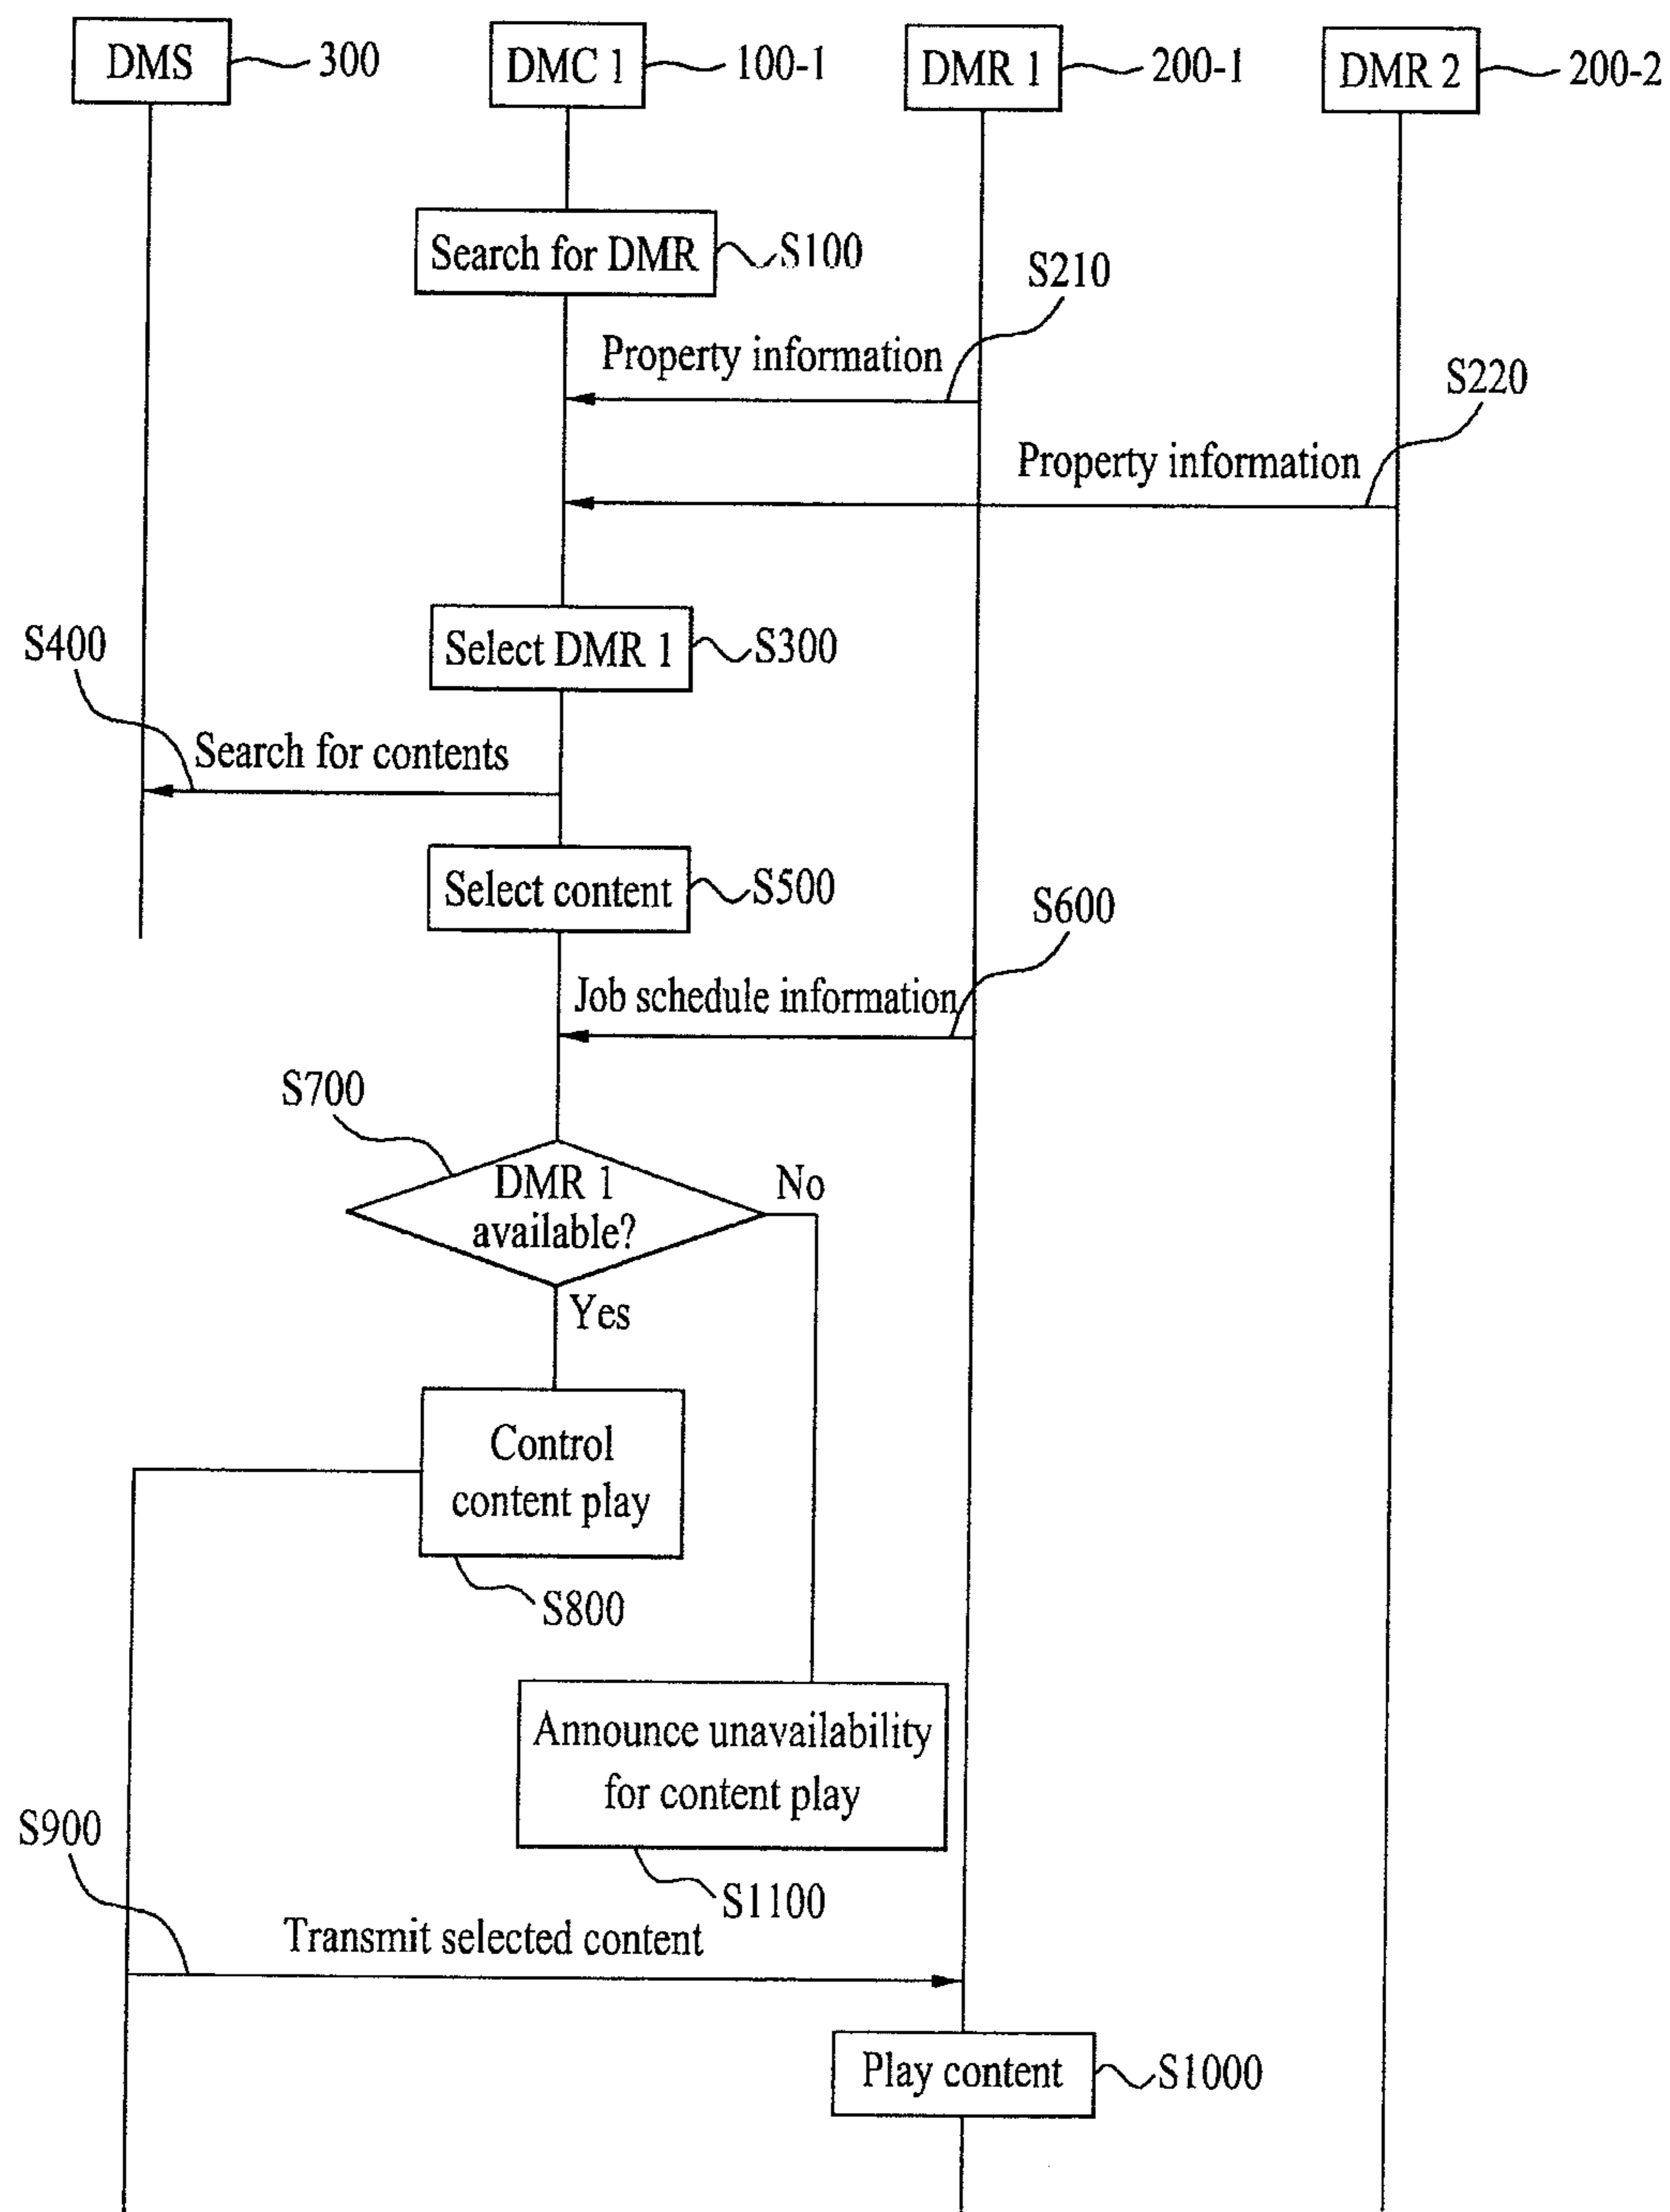 DMS
300
DMC 1
100-1
DMR 1
200-1
DMR 2
200-2
Search for DMR
S100
S210
Property information
S220
Property information
Select DMR 1
S300
S400
Search for contents
Select content
S500
S600
Job schedule information
S700
DMR 1
available?
No
Yes
Control
content play
S800
Announce unavailability
for content play
S1100
S900
Transmit selected content
Play content
S1000